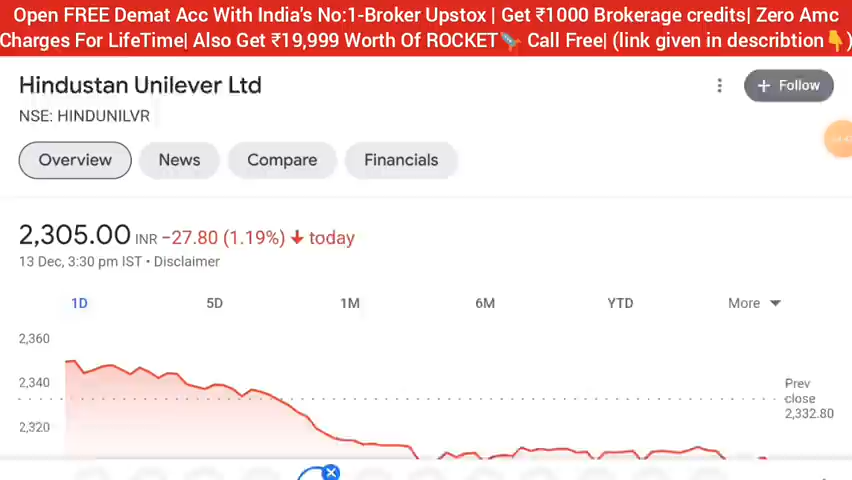 Open FREE Demat Acc With India's No:1-Broker Upstox | Get ₹1000 Brokerage credits| Zero Amc
Charges For LifeTime| Also Get ₹19,999 Worth Of ROCKET🚀 Call Free| (link given in describtion👇)
Hindustan Unilever Ltd
+ Follow
NSE: HINDUNILVR
Overview
News
Compare
Financials
2,305.00 INR −27.80 (1.19%) ↓ today
13 Dec, 3:30 pm IST • Disclaimer
1D
5D
1M
6M
YTD
More
2,360
2,340
2,320
Prev
close
2,332.80